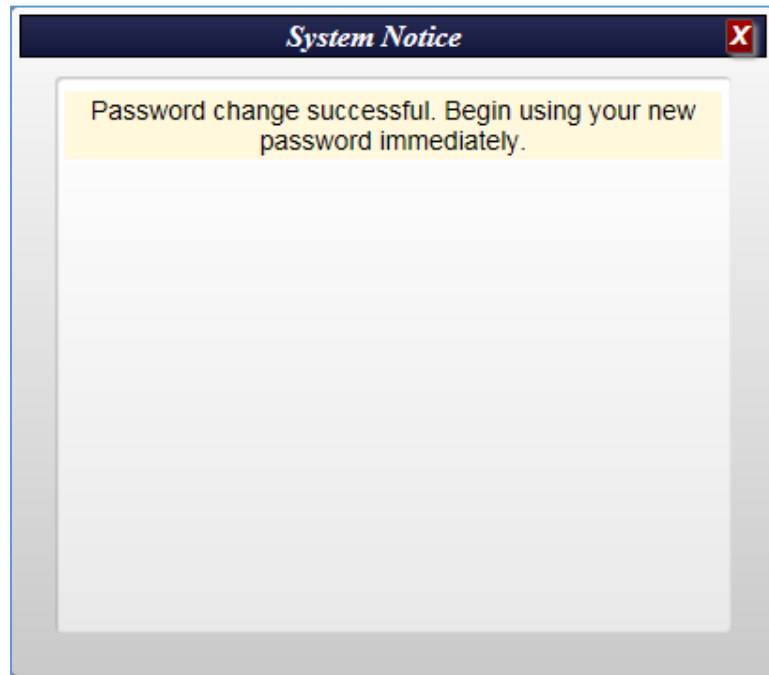 System Notice X
Password change successful. Begin using your new
password immediately.